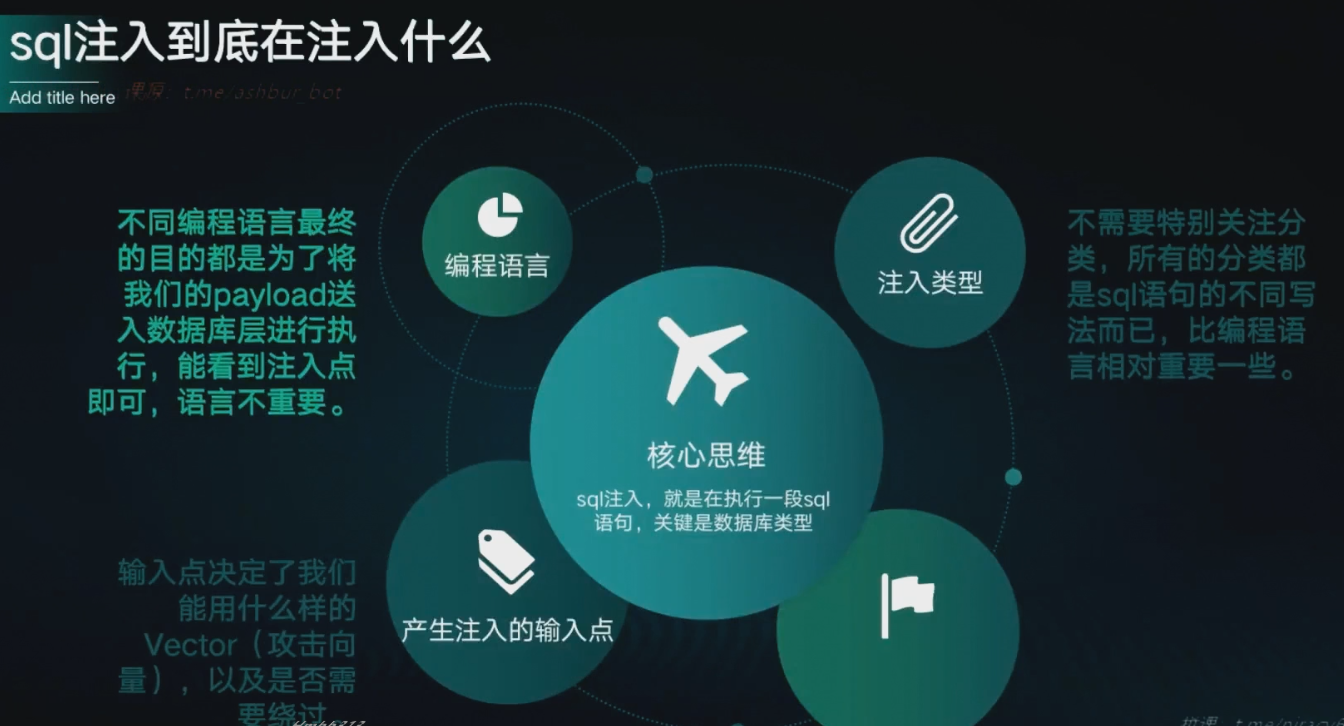 sql注入到底在注入什么
Add title here
果源：t.me/ashbur_bot
不同编程语言最终
的目的都是为了将
我们的payload送
入数据库层进行执
行，能看到注入点
即可，语言不重要。
编程语言
注入类型
不需要特别关注分
类，所有的分类都
是sql语句的不同写
法而已，比编程语
言相对重要一些。
核心思维
sql注入，就是在执行一段sql
语句，关键是数据库类型
输入点决定了我们
能用什么样的
Vector（攻击向
量），以及是否需
要绕过
产生注入的输入点